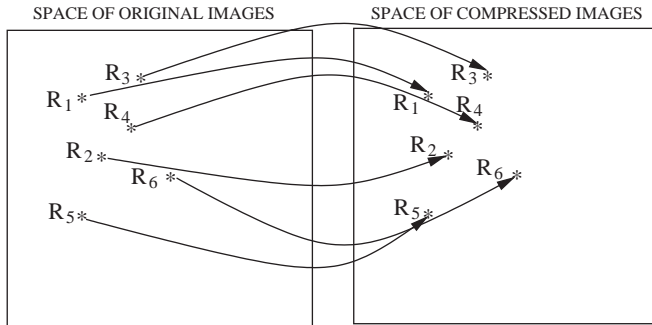 SPACE OF ORIGINAL IMAGES
SPACE OF COMPRESSED IMAGES
R3*
R1*
R4*
R2*
R6*
R5*
R3*
R1*
R4*
R2*
R6*
R5*